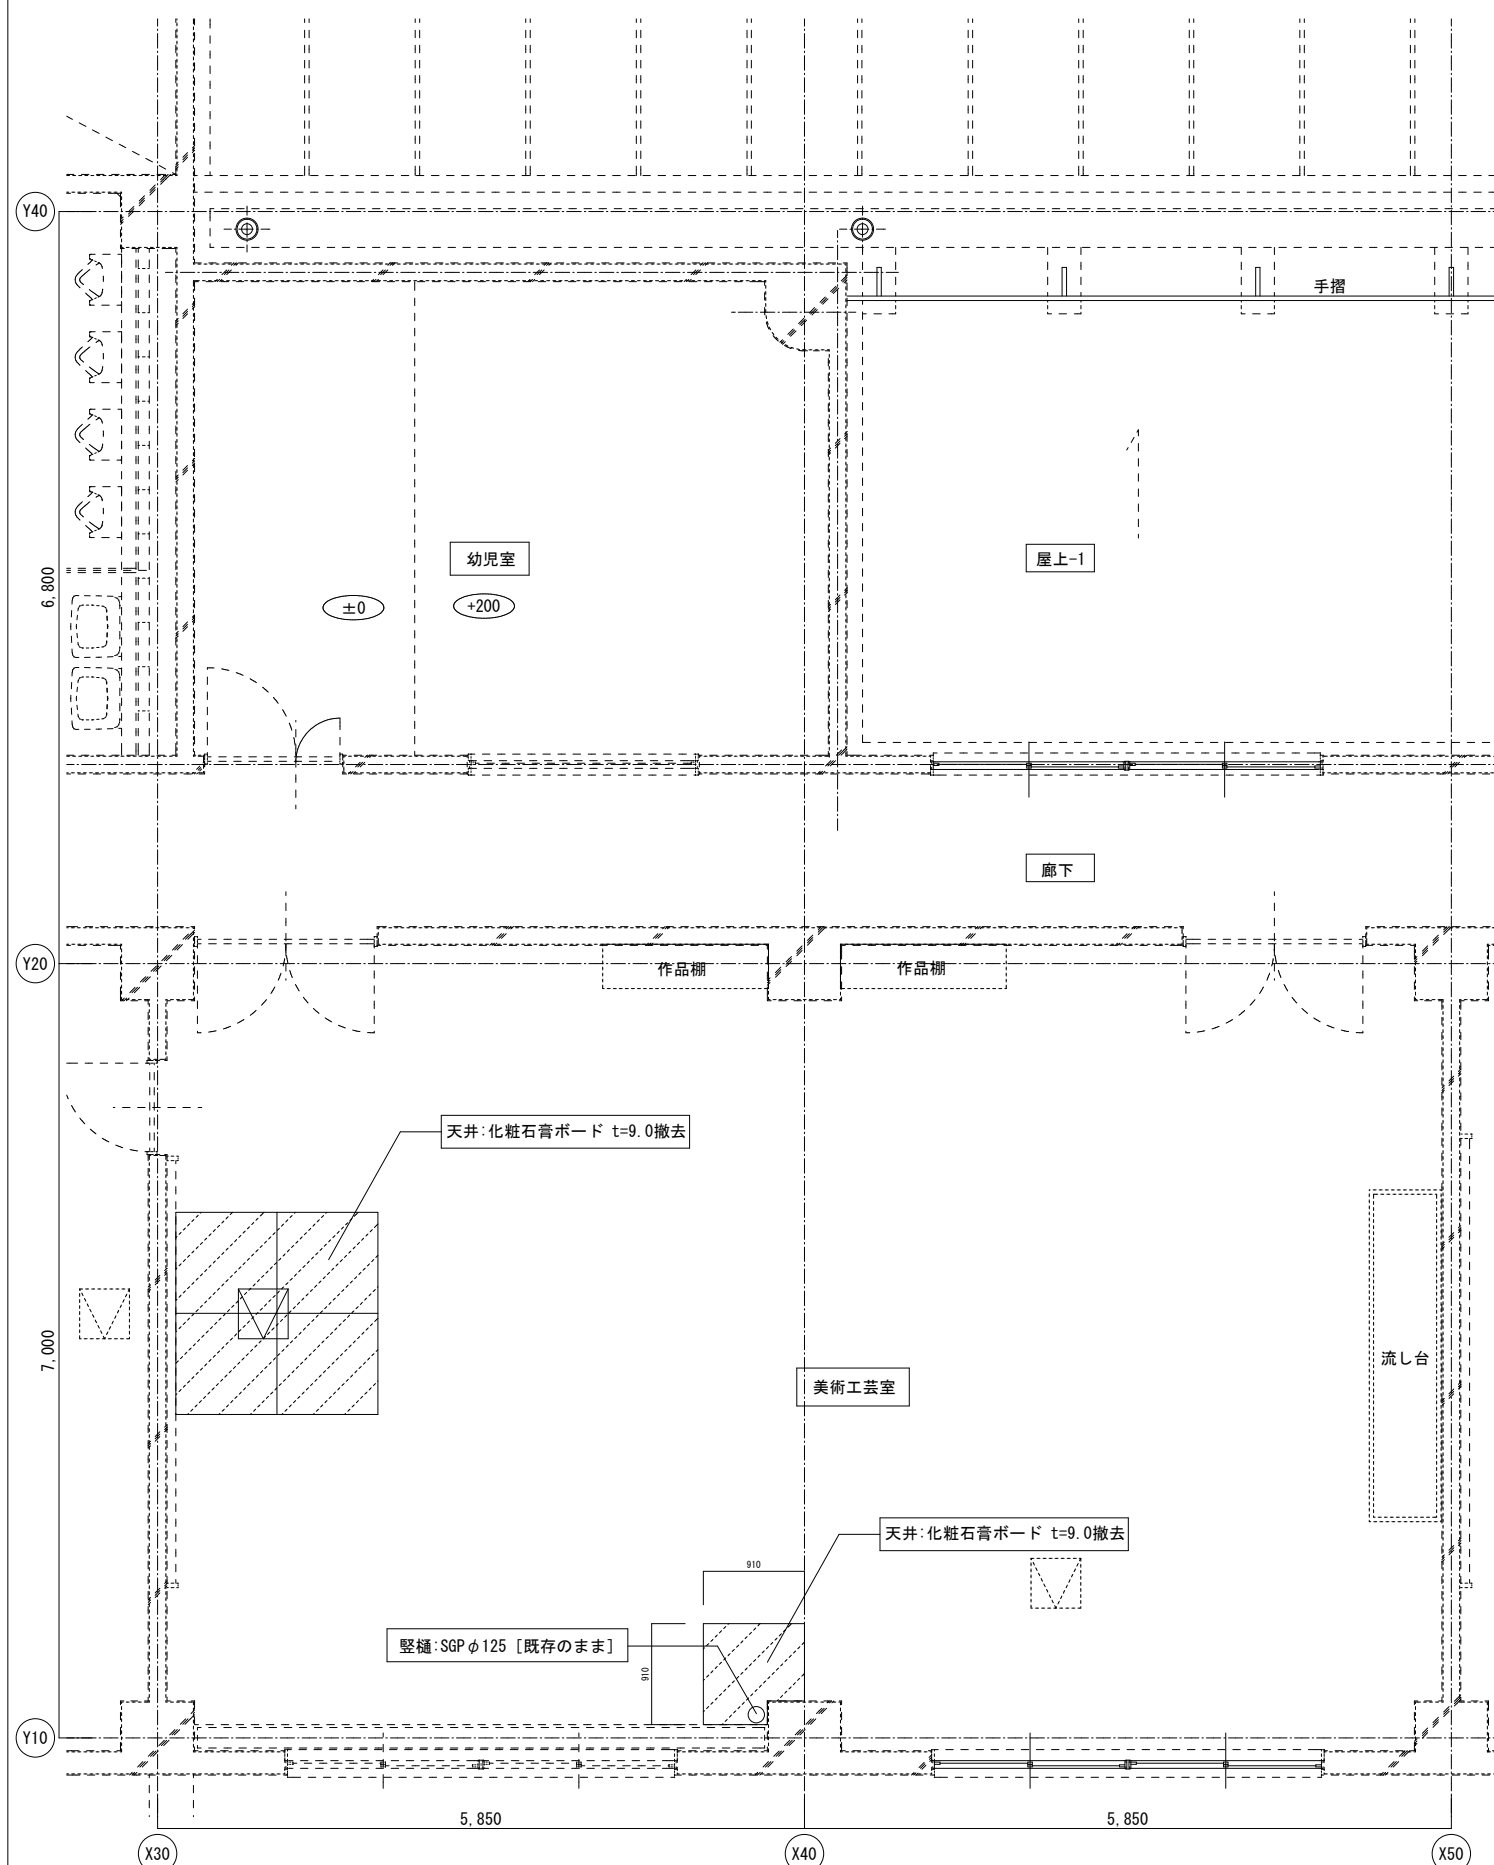 Y40
手摺
6,800
幼児室
屋上-1
±0
+200
廊下
Y20
作品棚
作品棚
天井:化粧石膏ボード t=9.0撤去
7,000
流し台
美術工芸室
天井:化粧石膏ボード t=9.0撤去
910
竪樋:SGPφ125 [既存のまま]
910
Y10
5,850
5,850
X30
X40
X50